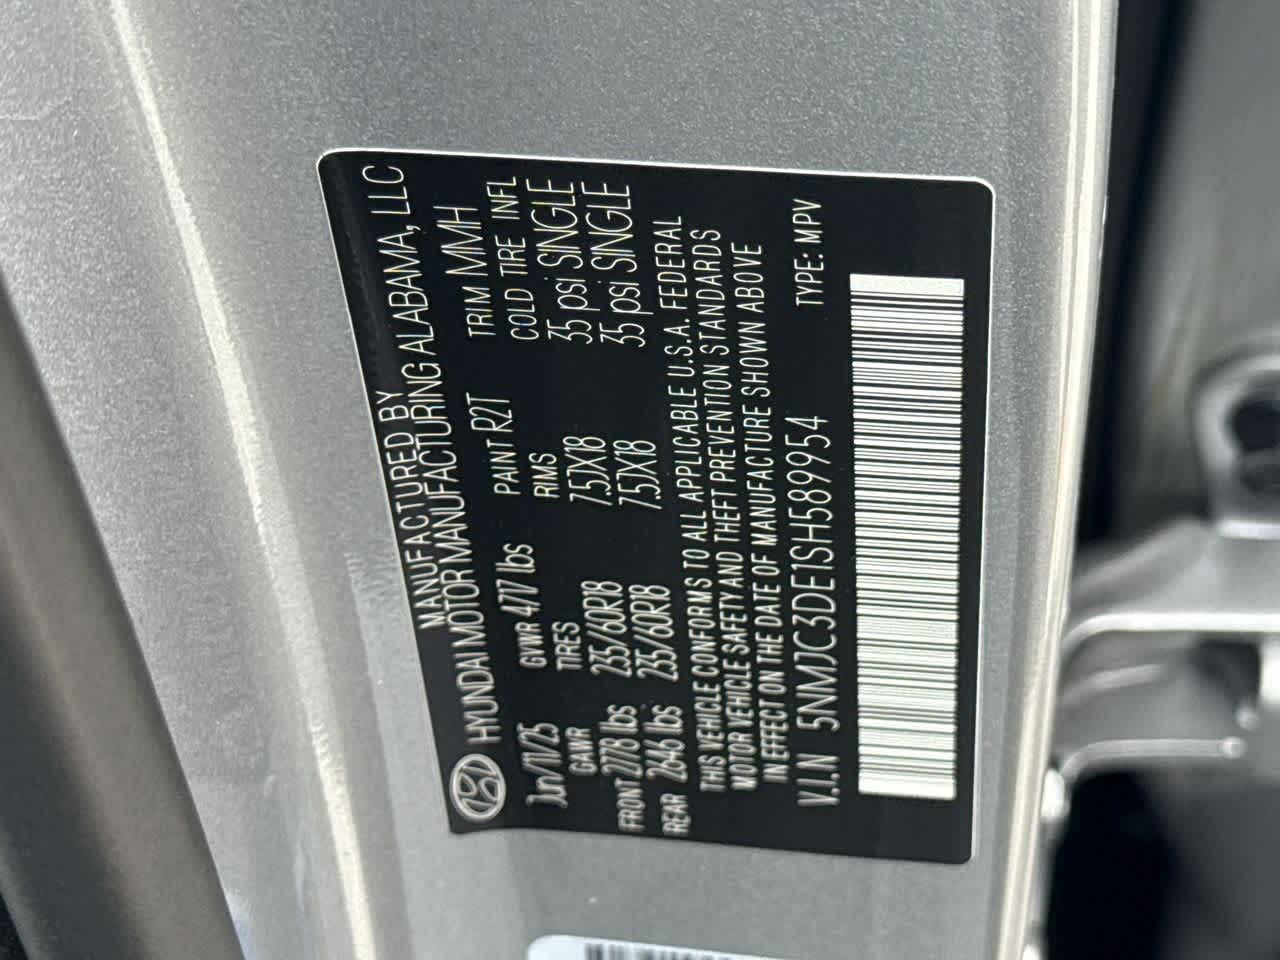 MANUFACTURED BY
HYUNDAI MOTOR MANUFACTURING ALABAMA, LLC
Jun/17/25 GVWR 4717 lbs PAINT R2T TRIM MMH
GAWR TIRES RIMS COLD TIRE INFL
FRONT 2778 lbs 235/60R18 7.5JX18 35 psi SINGLE
REAR 2646 lbs 235/60R18 7.5JX18 35 psi SINGLE
THIS VEHICLE CONFORMS TO ALL APPLICABLE U.S.A. FEDERAL
MOTOR VEHICLE SAFETY AND THEFT PREVENTION STANDARDS
IN EFFECT ON THE DATE OF MANUFACTURE SHOWN ABOVE
V.I.N 5NMJC3DE1SH589954 TYPE: MPV